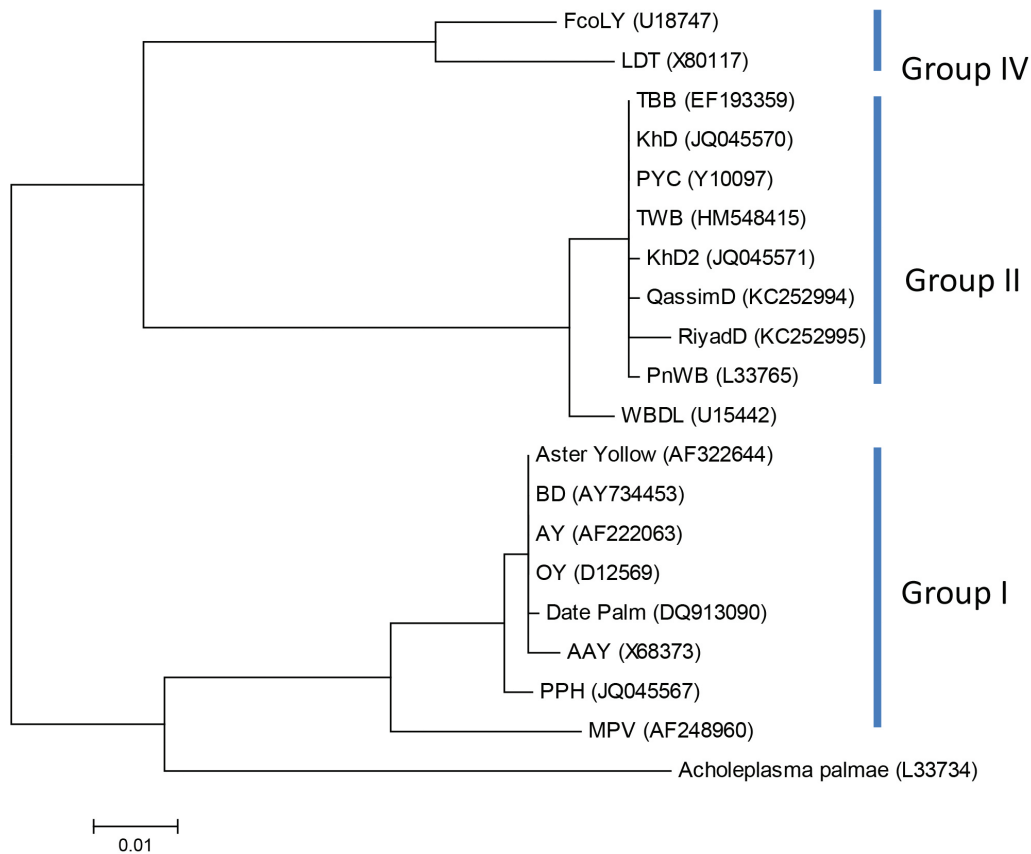 FcoLY (U18747)
LDT (X80117)
Group IV
TBB (EF193359)
KhD (JQ045570)
PYC (Y10097)
TWB (HM548415)
KhD2 (JQ045571)
Group II
QassimD (KC252994)
RiyadD (KC252995)
PnWB (L33765)
WBDL (U15442)
Aster Yollow (AF322644)
BD (AY734453)
AY (AF222063)
OY (D12569)
Group I
Date Palm (DQ913090)
AAY (X68373)
PPH (JQ045567)
MPV (AF248960)
Acholeplasma palmae (L33734)
0.01